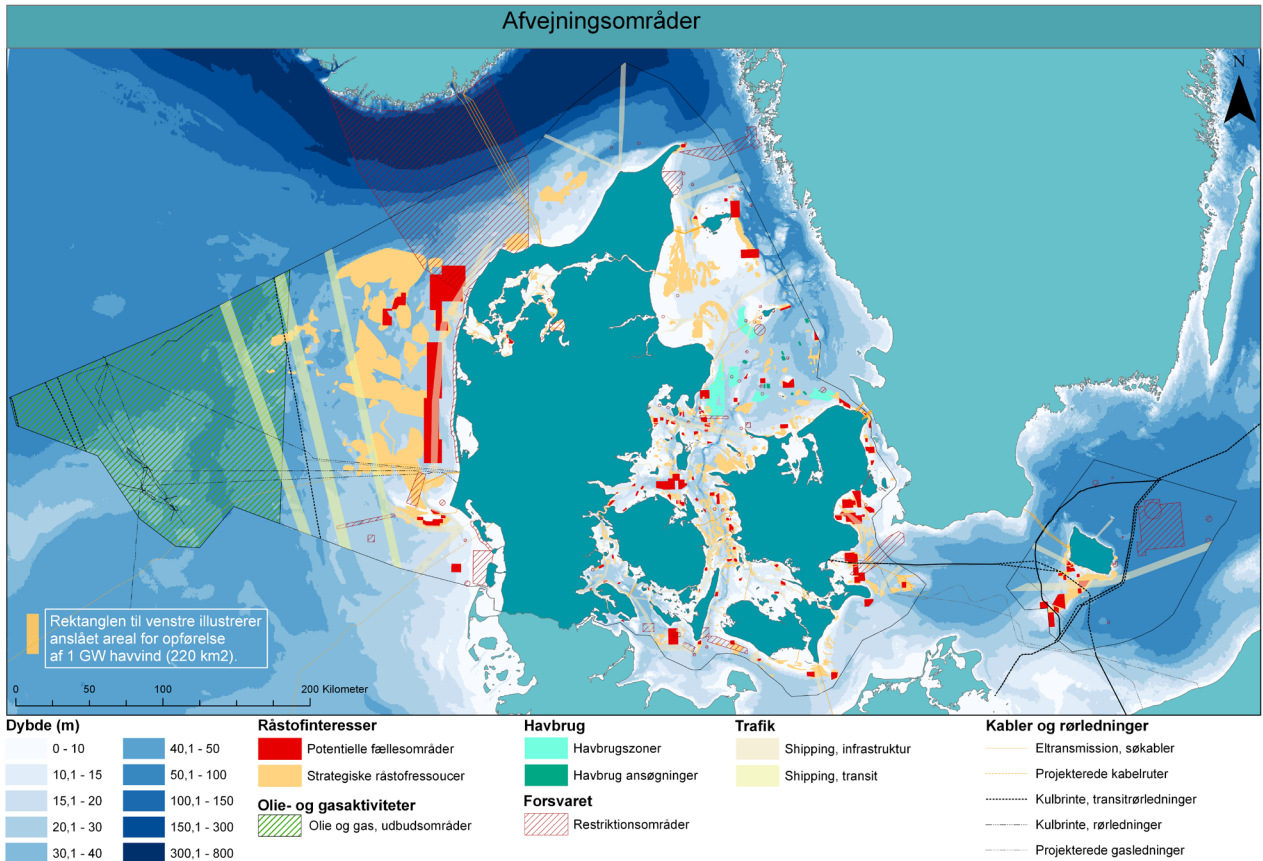 Afvejningsområder
N
Rektanglen til venstre illustrerer
anslået areal for opførelse
af 1 GW havvind (220 km2).
0 50 100 200 Kilometer
Dybde (m)
0 - 10
10,1 - 15
15,1 - 20
20,1 - 30
30,1 - 40
40,1 - 50
50,1 - 100
100,1 - 150
150,1 - 300
300,1 - 800
Råstofinteresser
Potentielle fællesområder
Strategiske råstofressoucer
Olie- og gasaktiviteter
Olie og gas, udbudsområder
Havbrug
Havbrugszoner
Havbrug ansøgninger
Forsvaret
Restriktionsområder
Trafik
Shipping, infrastruktur
Shipping, transit
Kabler og rørledninger
Eltransmission, søkabler
Projekterede kabelruter
Kulbrinte, transitrørledninger
Kulbrinte, rørledninger
Projekterede gasledninger